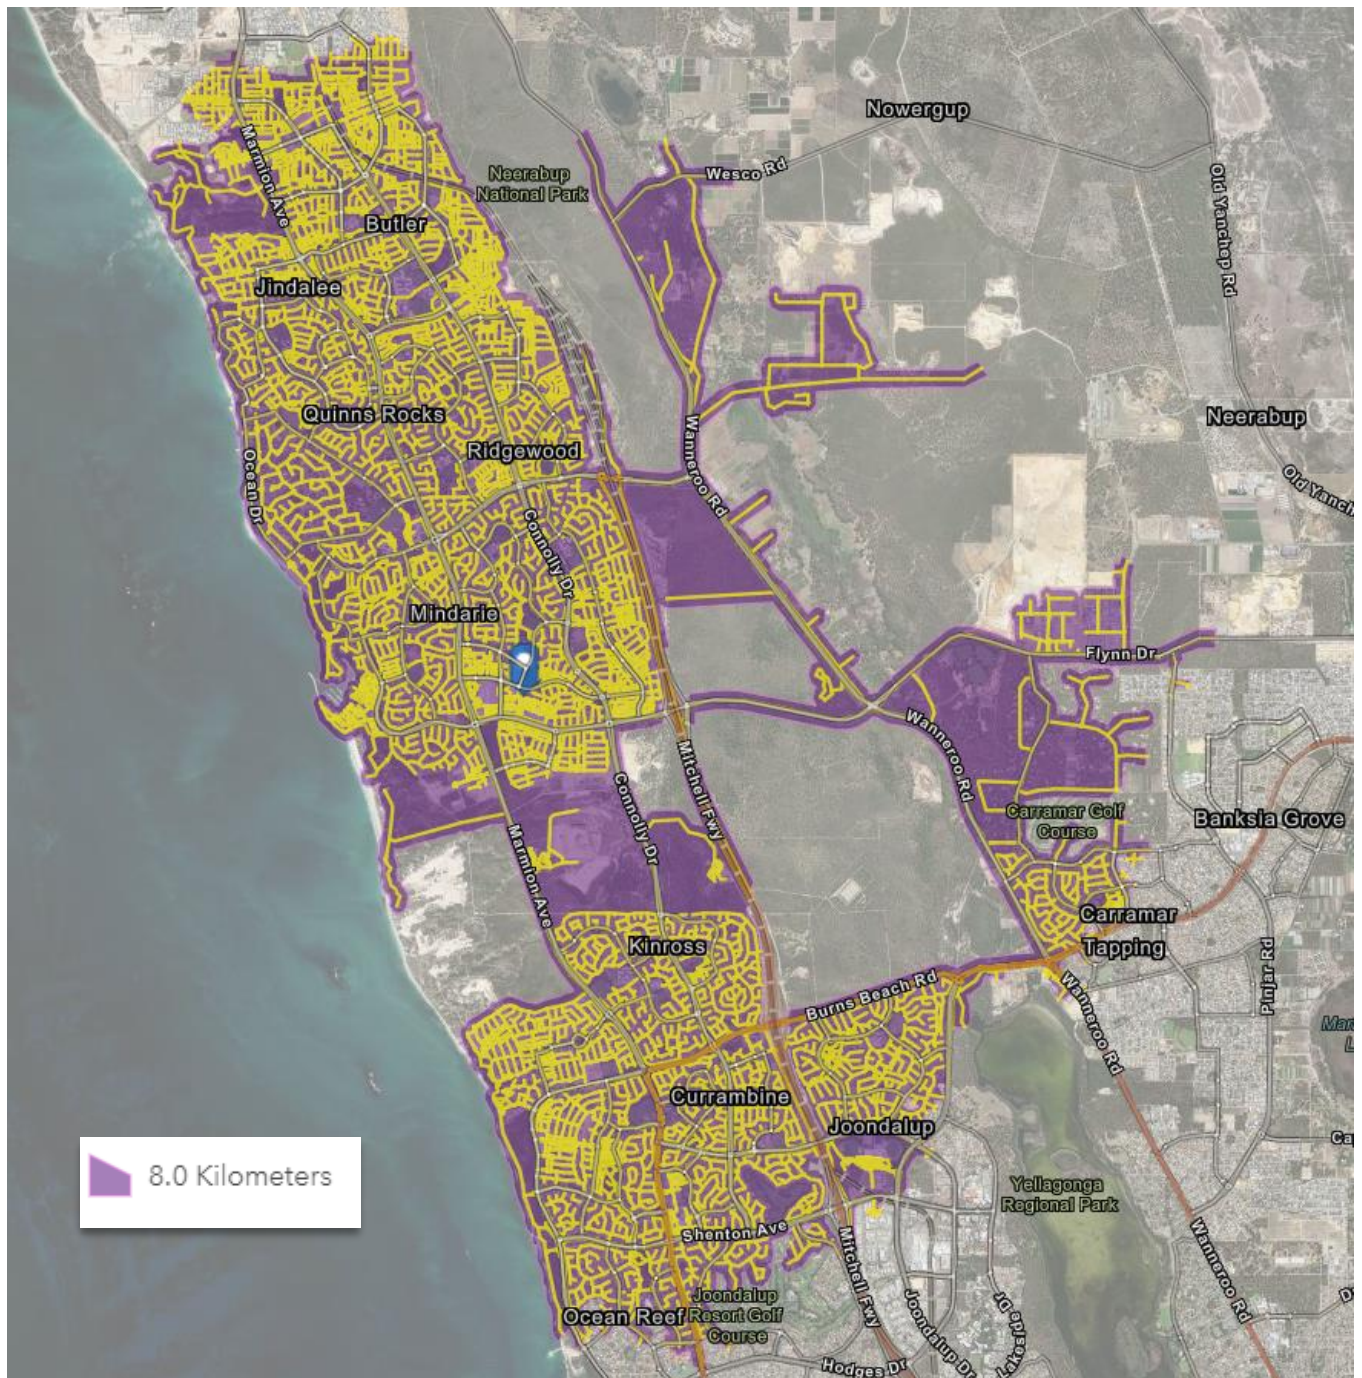 Nowergup
Wesco Rd
Neerabup
National Park
Marmion Ave
Old Yanchep Rd
Butler
Jindalee
Quinns Rocks
Neerabup
Ridgewood
Wanneroo Rd
Ocean Dr
Old Yanch
Connolly Dr
Mindarie
Flynn Dr
Wanneroo Rd
Mitchell Fwy
Connolly Dr
Carramar Golf
Course
Banksia Grove
Marmion Ave
Carramar
Kinross
Tapping
Pinjar Rd
Burns Beach Rd
Wanneroo Rd
Currambine
Joondalup
8.0 Kilometers
Yellagonga
Regional Park
Shenton Ave
Mitchell Fwy
Wanneroo Rd
Joondalup
Resort Golf
Course
Ocean Reef
Joondalup Dr
Lakeside Dr
Hodges Dr